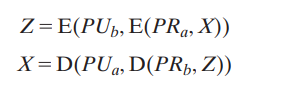 Z = E(PU_b, E(PR_a, X))
X = D(PU_a, D(PR_b, Z))